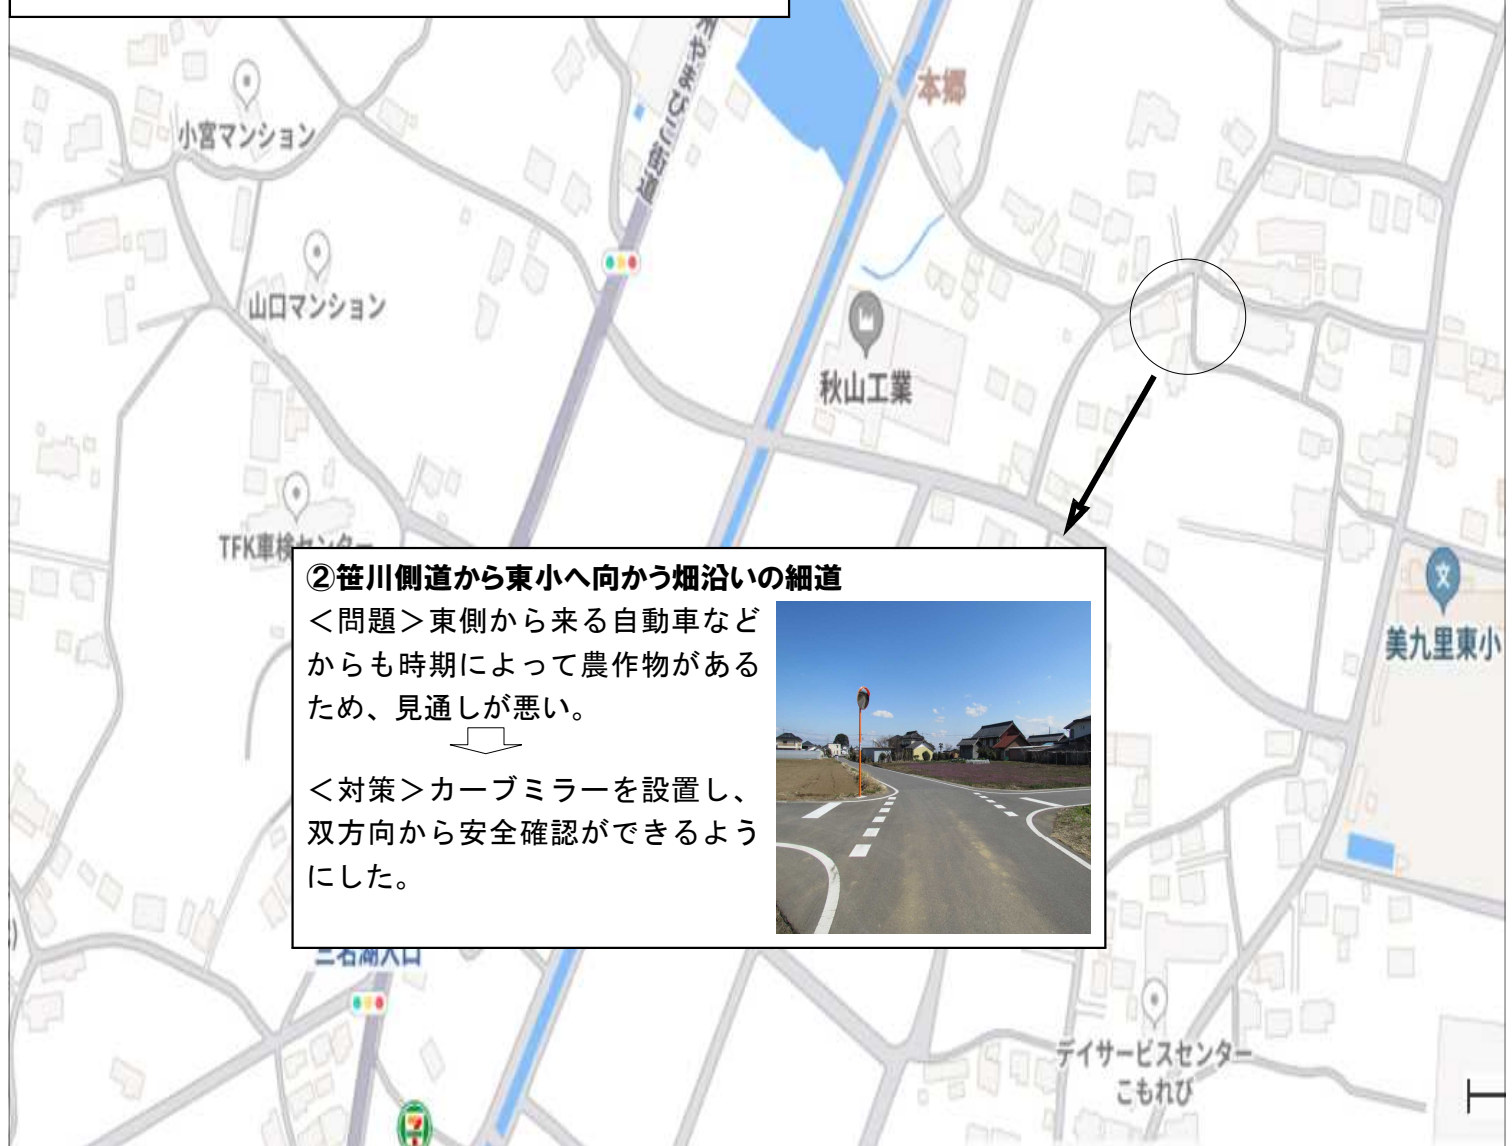 本郷
小宮マンション
やまびこ街道
山口マンション
秋山工業
TFK車検センター
文
美九里東小
②笹川側道から東小へ向かう畑沿いの細道
＜問題＞東側から来る自動車など
からも時期によって農作物がある
ため、見通しが悪い。
＜対策＞カーブミラーを設置し、
双方向から安全確認ができるよう
にした。
三名湖入口
デイサービスセンター
こもれび